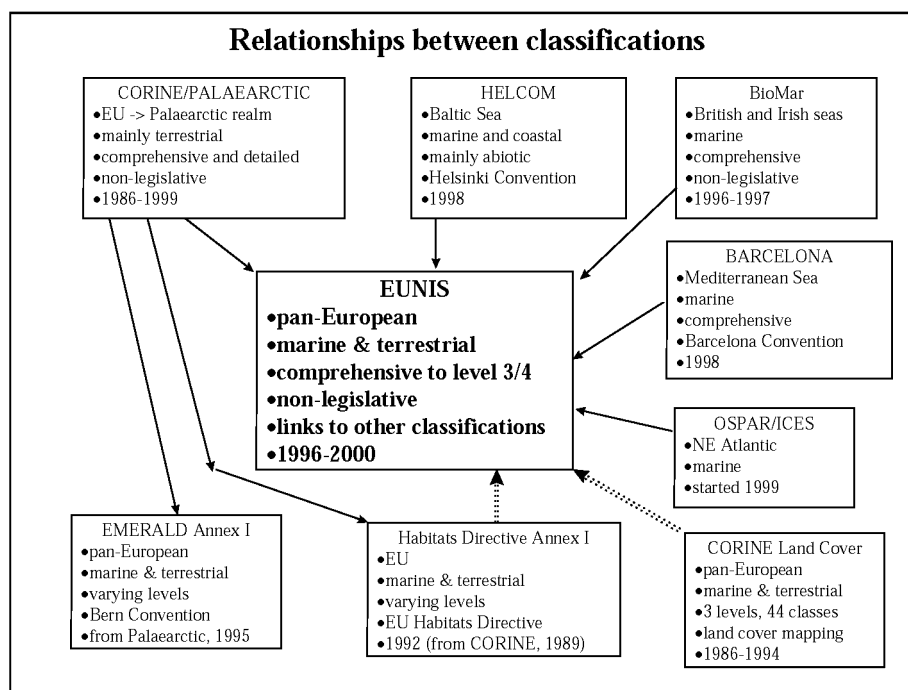 Relationships between classifications
CORINE/PALAEARCTIC
•EU -> Palaearctic realm
•mainly terrestrial
•comprehensive and detailed
•non-legislative
•1986-1999
HELCOM
•Baltic Sea
•marine and coastal
•mainly abiotic
•Helsinki Convention
•1998
BioMar
•British and Irish seas
•marine
•comprehensive
•non-legislative
•1996-1997
EUNIS
•pan-European
•marine & terrestrial
•comprehensive to level 3/4
•non-legislative
•links to other classifications
•1996-2000
BARCELONA
•Mediterranean Sea
•marine
•comprehensive
•Barcelona Convention
•1998
OSPAR/ICES
•NE Atlantic
•marine
•started 1999
EMERALD Annex I
•pan-European
•marine & terrestrial
•varying levels
•Bern Convention
•from Palaearctic, 1995
Habitats Directive Annex I
•EU
•marine & terrestrial
•varying levels
•EU Habitats Directive
•1992 (from CORINE, 1989)
CORINE Land Cover
•pan-European
•marine & terrestrial
•3 levels, 44 classes
•land cover mapping
•1986-1994